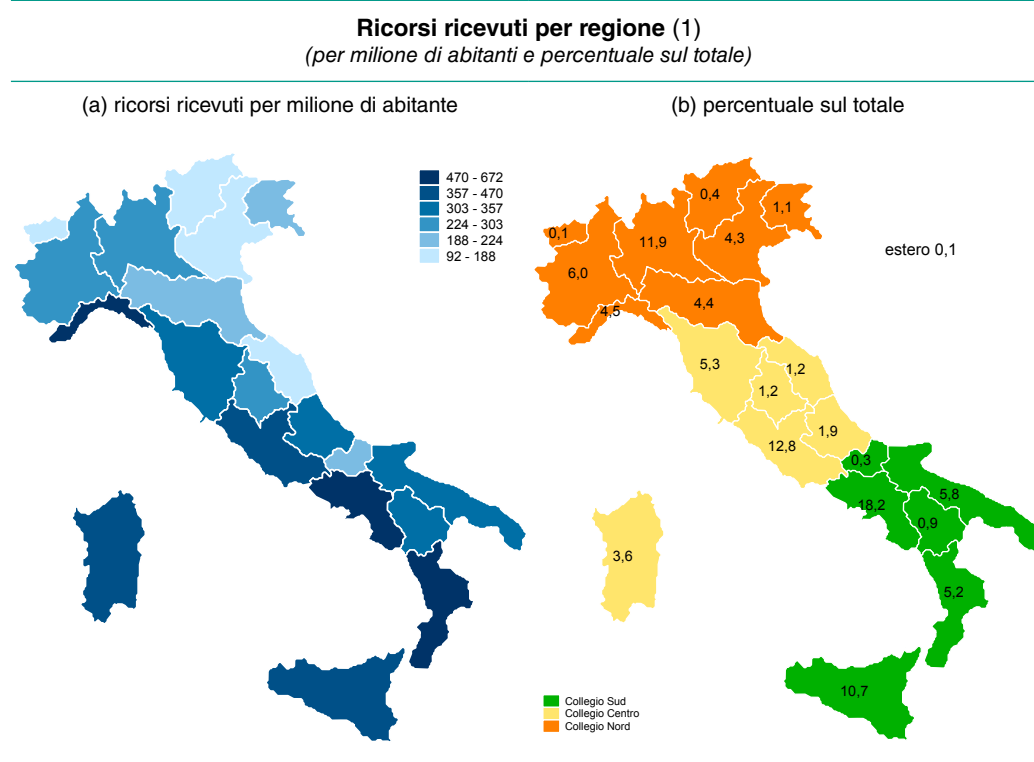 Ricorsi ricevuti per regione (1)
(per milione di abitanti e percentuale sul totale)
(a) ricorsi ricevuti per milione di abitante
(b) percentuale sul totale
470 - 672
357 - 470
303 - 357
224 - 303
188 - 224
92 - 188
0,4
1,1
0,1
11,9
4,3
estero 0,1
6,0
4,5
4,4
5,3
1,2
1,2
1,9
12,8
0,3
5,8
18,2
0,9
3,6
5,2
10,7
Collegio Sud
Collegio Centro
Collegio Nord